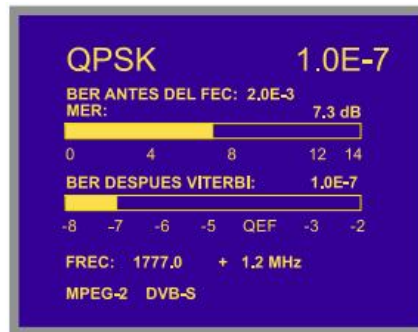 QPSK 1.0E-7
BER ANTES DEL FEC: 2.0E-3
MER: 7.3 dB
0 4 8 12 14
BER DESPUES VITERBI: 1.0E-7
-8 -7 -6 -5 QEF -3 -2
FREC: 1777.0 + 1.2 MHz
MPEG-2 DVB-S